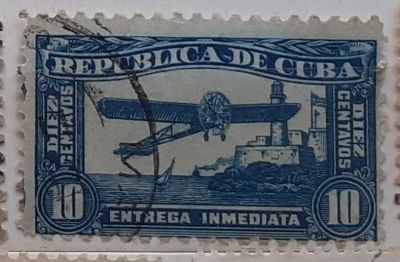 REPUBLICA DE CUBA
DIEZ CENTAVOS
DIEZ CENTAVOS
10 ENTREGA INMEDIATA 10